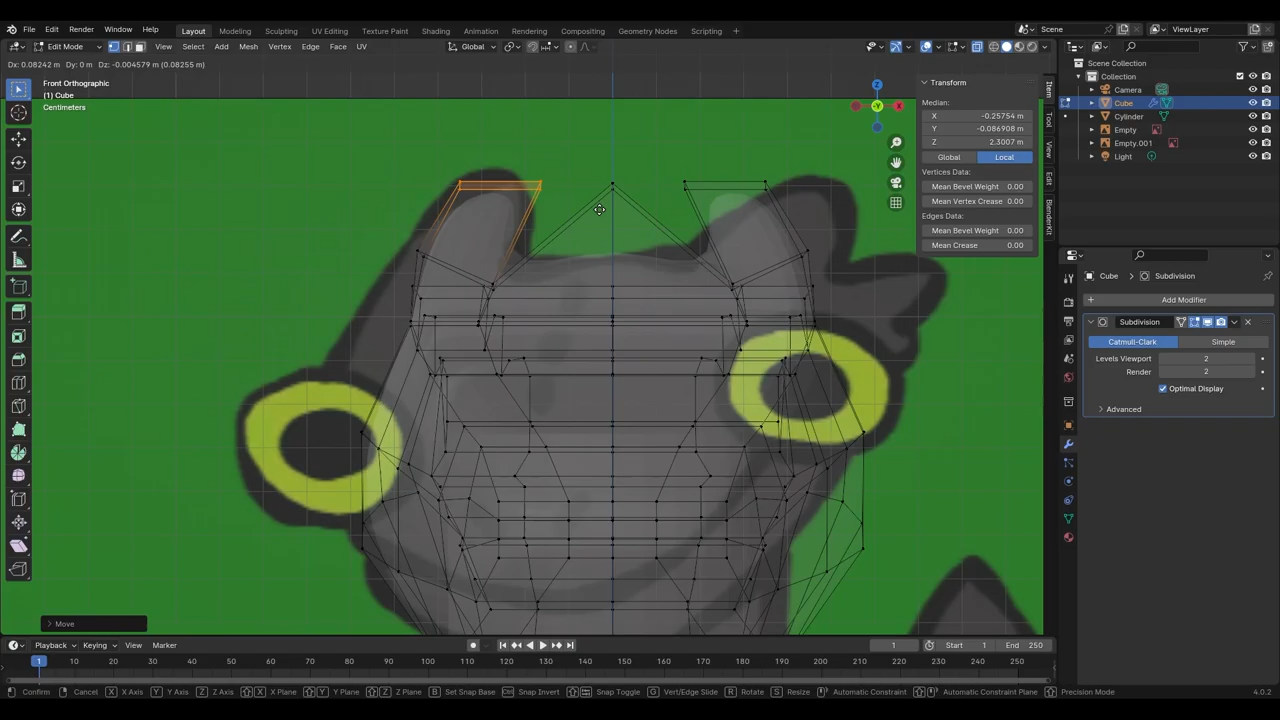 File Edit Render Window Help Layout Modeling Sculpting UV Editing Texture Paint Shading Animation Rendering Compositing Geometry Nodes Scripting + Scene ViewLayer
Edit Mode View Select Add Mesh Vertex Edge Face UV Global
Dx: 0.08242 m Dy: 0 m Dz: -0.004579 m (0.08255 m)
Front Orthographic
(1) Cube
Centimeters
Z
X
Y
Transform
Median:
X -0.25754 m
Y -0.086908 m
Z 2.3007 m
Global Local
Vertices Data:
Mean Bevel Weight 0.00
Mean Vertex Crease 0.00
Edges Data:
Mean Bevel Weight 0.00
Mean Crease 0.00
Item
Tool
View
Edit
BlenderKit
Scene Collection
Collection
Camera
Cube
Cylinder
Empty
Empty.001
Light
Cube Subdivision
Add Modifier
Subdivision
Catmull-Clark Simple
Levels Viewport 2
Render 2
Optimal Display
Advanced
Move
Playback Keying View Marker 1 Start 1 End 250
1 10 20 30 40 50 60 70 80 90 100 110 120 130 140 150 160 170 180 190 200 210 220 230 240 250
Confirm Cancel X X Axis Y Y Axis Z Z Axis X X Plane Y Y Plane Z Z Plane B Set Snap Base Ctrl Snap Invert Snap Toggle G Vert/Edge Slide R Rotate S Resize Automatic Constraint Automatic Constraint Plane Precision Mode 4.0.2